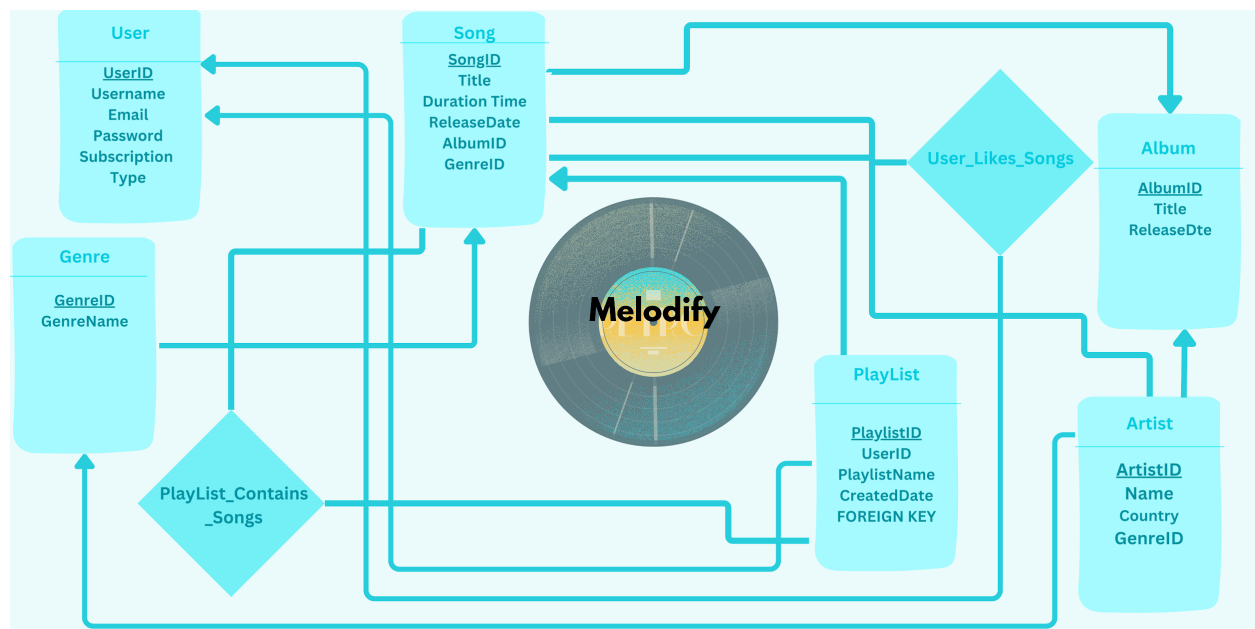 User
UserID
Username
Email
Password
Subscription
Type
Song
SongID
Title
Duration Time
ReleaseDate
AlbumID
GenreID
User_Likes_Songs
Album
AlbumID
Title
ReleaseDte
Genre
GenreID
GenreName
Melodify
PlayList
PlaylistID
UserID
PlaylistName
CreatedDate
FOREIGN KEY
Artist
ArtistID
Name
Country
GenreID
PlayList_Contains
_Songs